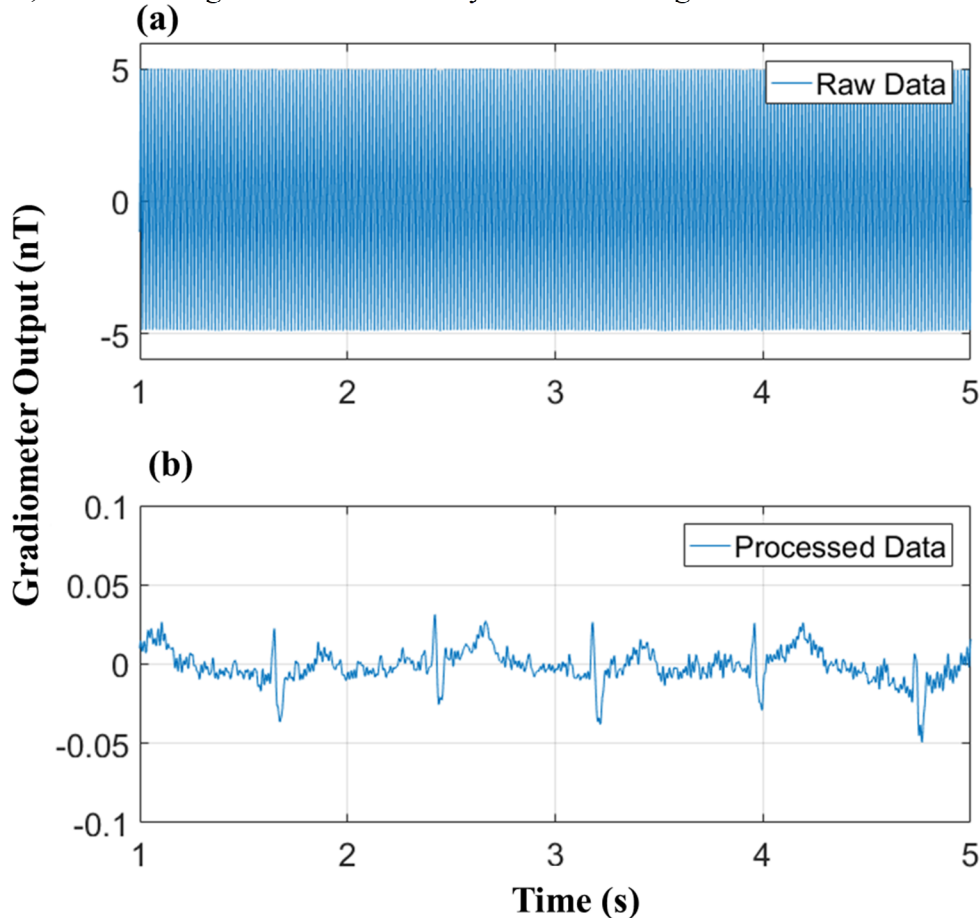 (a)
Raw Data
5
0
-5
1 2 3 4 5
Gradiometer Output (nT)
(b)
Processed Data
0.1
0.05
0
-0.05
-0.1
1 2 3 4 5
Time (s)